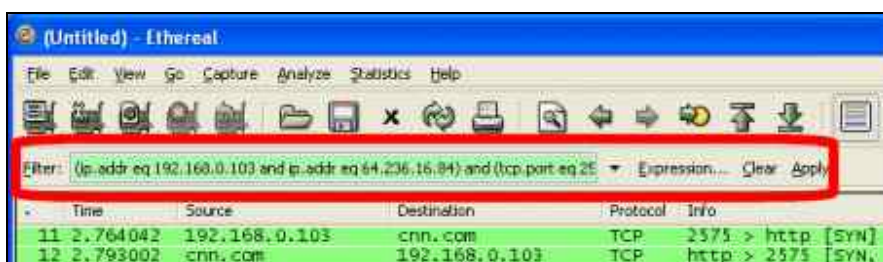 (Untitled) - Ethereal
File Edit View Go Capture Analyze Statistics Help
Filter: (ip.addr eq 192.168.0.103 and ip.addr eq 64.236.16.84) and (tcp.port eq 25 Expression... Clear Apply
. Time Source Destination Protocol Info
11 2.764042 192.168.0.103 cnn.com TCP 2575 > http [SYN]
12 2.793002 cnn.com 192.168.0.103 TCP http > 2575 [SYN,